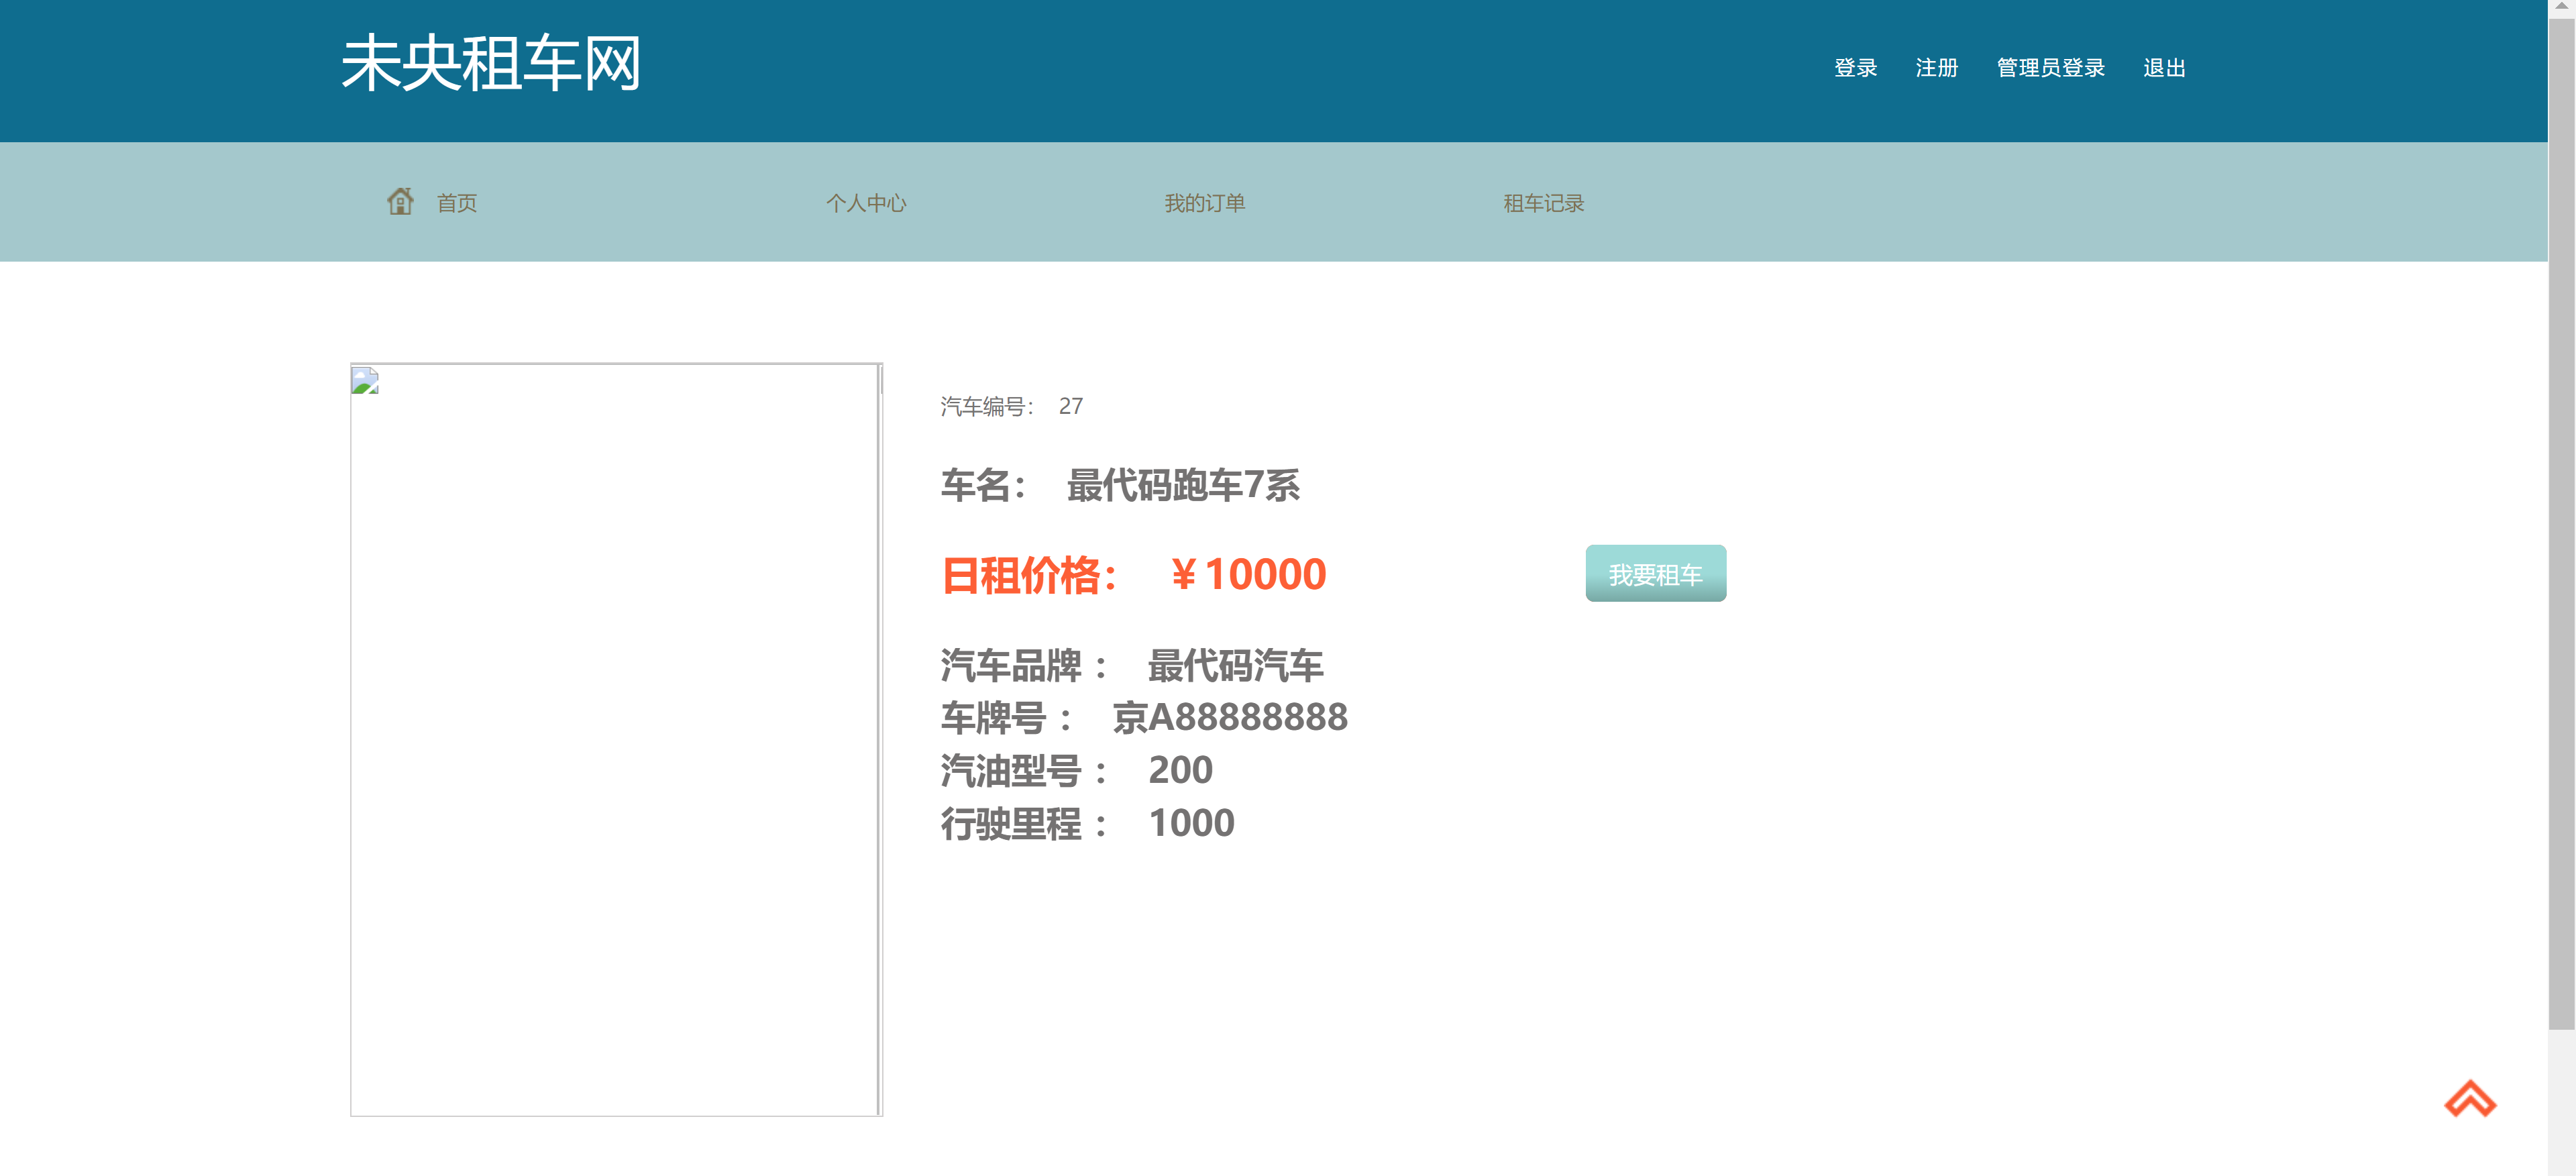 未央租车网
登录 注册 管理员登录 退出
首页 个人中心 我的订单 租车记录
汽车编号： 27
车名： 最代码跑车7系
日租价格： ￥10000
我要租车
汽车品牌 ： 最代码汽车
车牌号 ： 京A88888888
汽油型号 ： 200
行驶里程 ： 1000